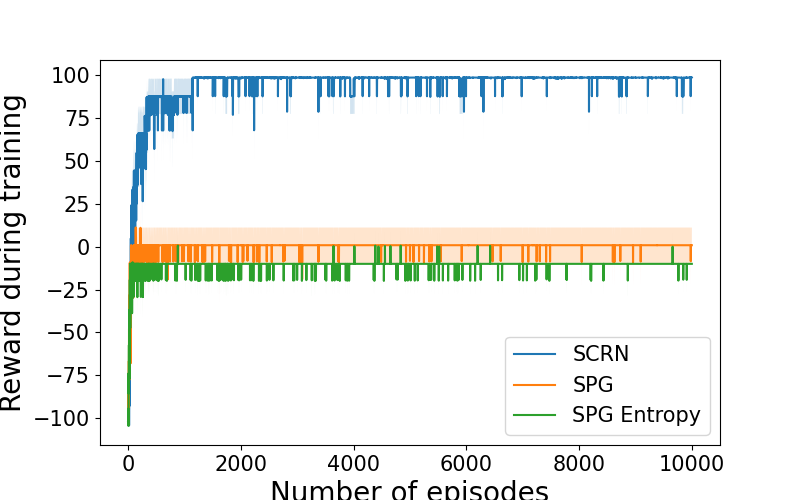 Reward during training
100
75
50
25
0
−25
−50
−75
−100
0 2000 4000 6000 8000 10000
Number of episodes
SCRN
SPG
SPG Entropy